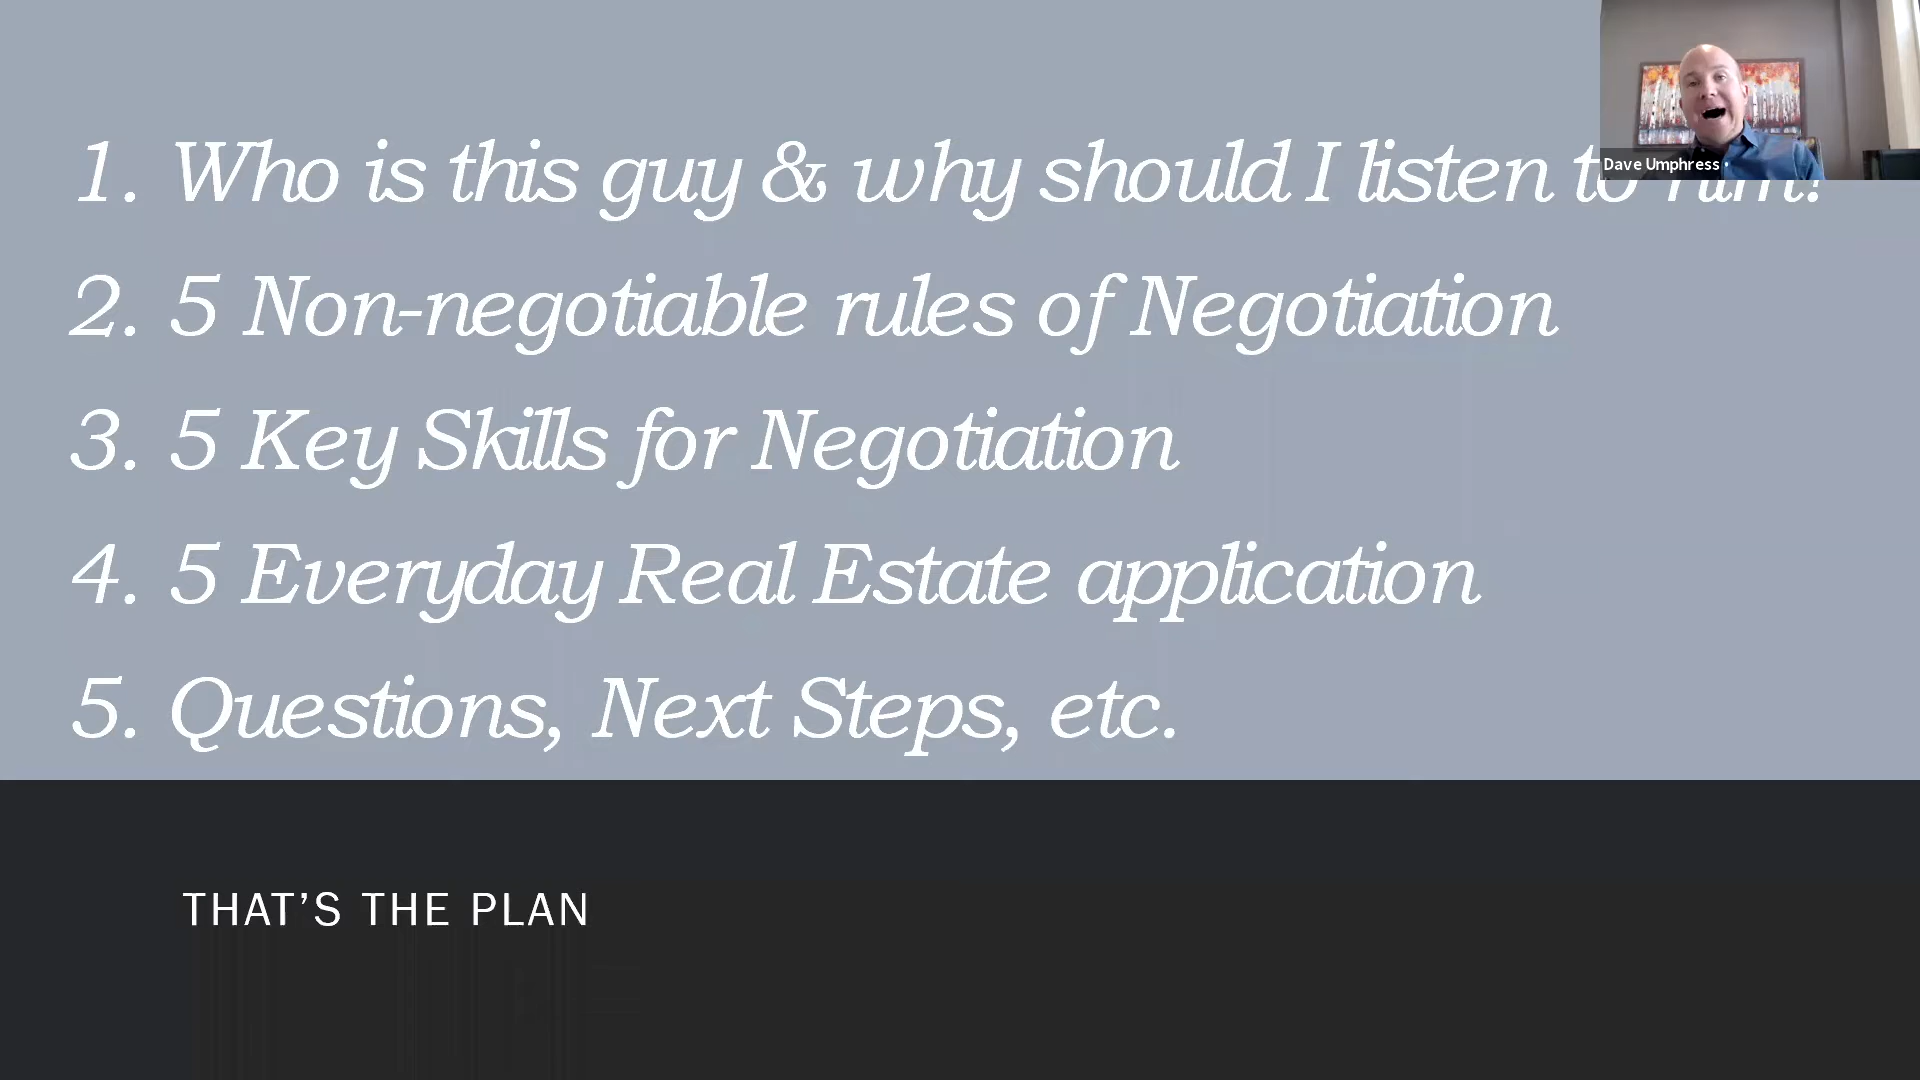 1. Who is this guy & why should I listen to him?
Dave Umphress
2. 5 Non-negotiable rules of Negotiation
3. 5 Key Skills for Negotiation
4. 5 Everyday Real Estate application
5. Questions, Next Steps, etc.
THAT’S THE PLAN